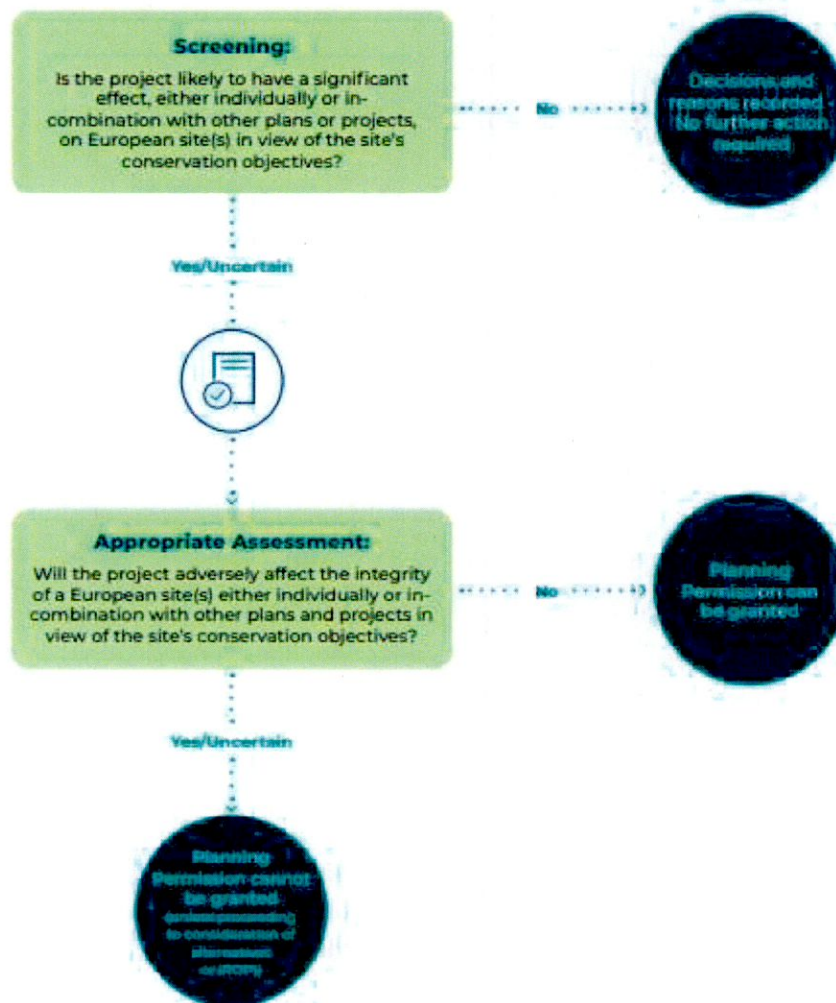 Screening:
Is the project likely to have a significant
effect, either individually or in-
combination with other plans or projects,
on European site(s) in view of the site's
conservation objectives?
No
Decisions and
reasons recorded.
No further action
required
Yes/Uncertain
Appropriate Assessment:
Will the project adversely affect the integrity
of a European site(s) either individually or in-
combination with other plans and projects in
view of the site's conservation objectives?
No
Planning
Permission can
be granted
Yes/Uncertain
Planning
Permission cannot
be granted
to consideration of